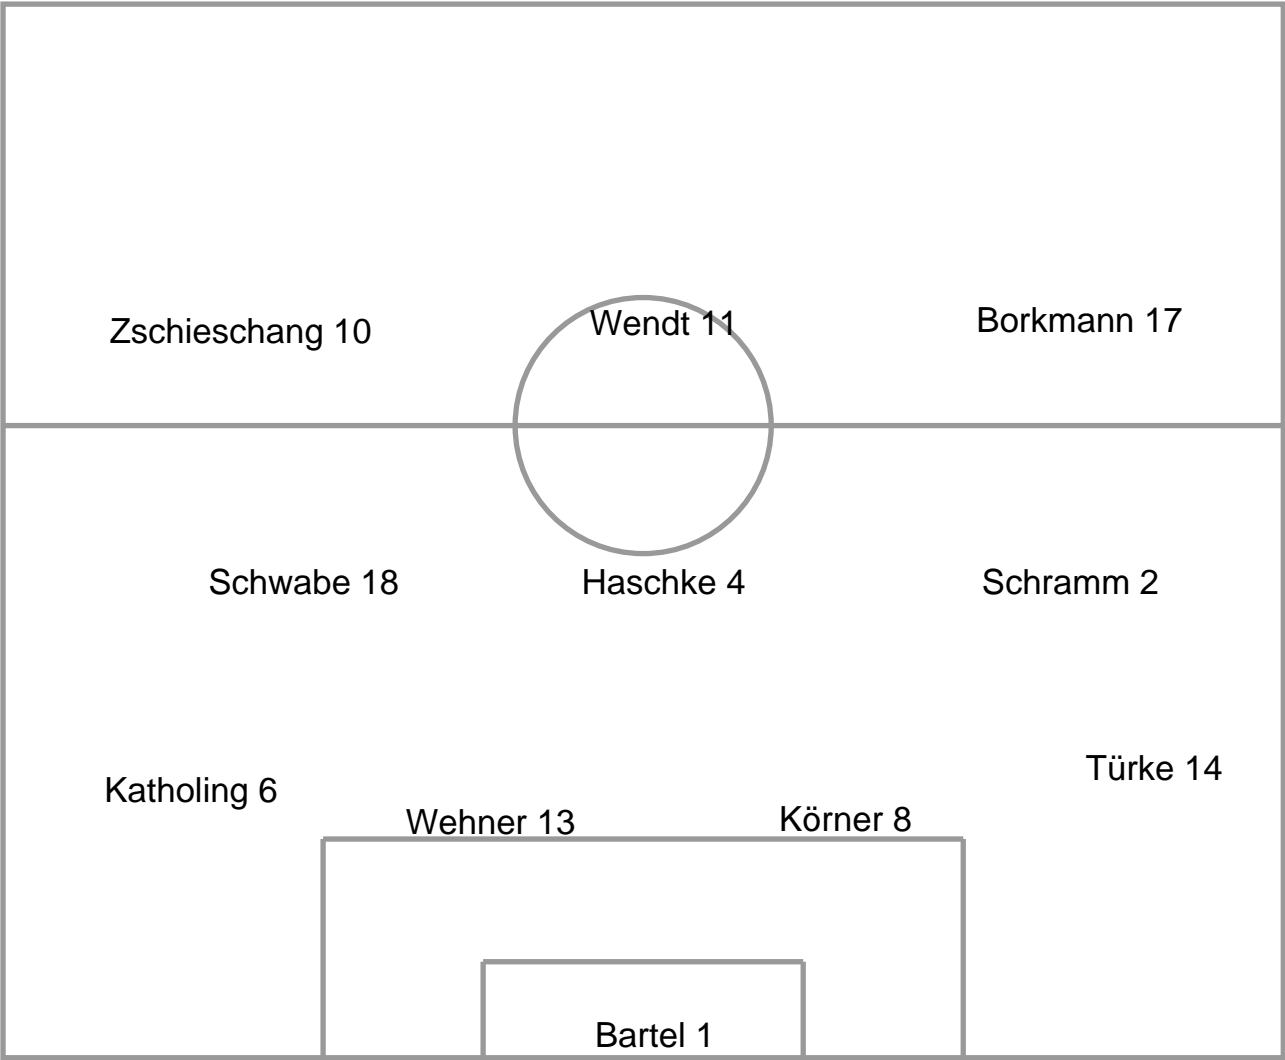 Zschieschang 10
Wendt 11
Borkmann 17
Schwabe 18
Haschke 4
Schramm 2
Katholing 6
Wehner 13
Körner 8
Türke 14
Bartel 1